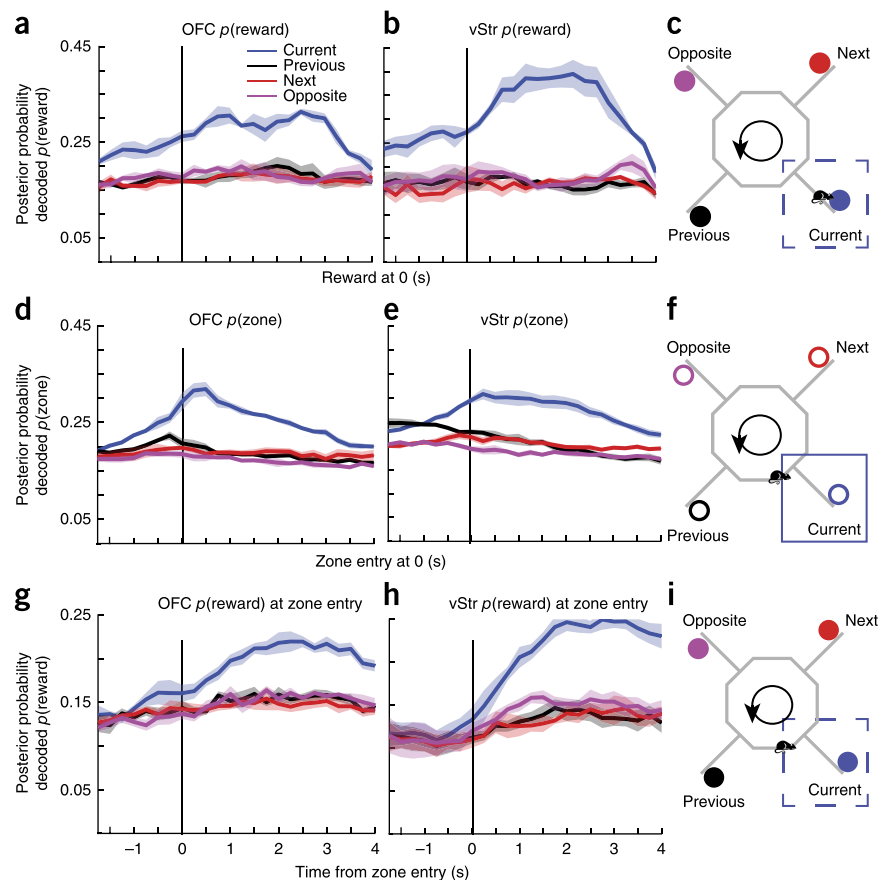 a
OFC p(reward)
b
vStr p(reward)
c
Current
Previous
Next
Opposite
Posterior probability
decoded p(reward)
0.45
0.25
0.05
Reward at 0 (s)
Opposite
Next
Previous
Current
d
OFC p(zone)
e
vStr p(zone)
f
Posterior probability
decoded p(zone)
0.45
0.25
0.05
Zone entry at 0 (s)
Opposite
Next
Previous
Current
g
OFC p(reward) at zone entry
h
vStr p(reward) at zone entry
i
Posterior probability
decoded p(reward)
0.25
0.15
0.05
–1 0 1 2 3 4
–1 0 1 2 3 4
Time from zone entry (s)
Opposite
Next
Previous
Current